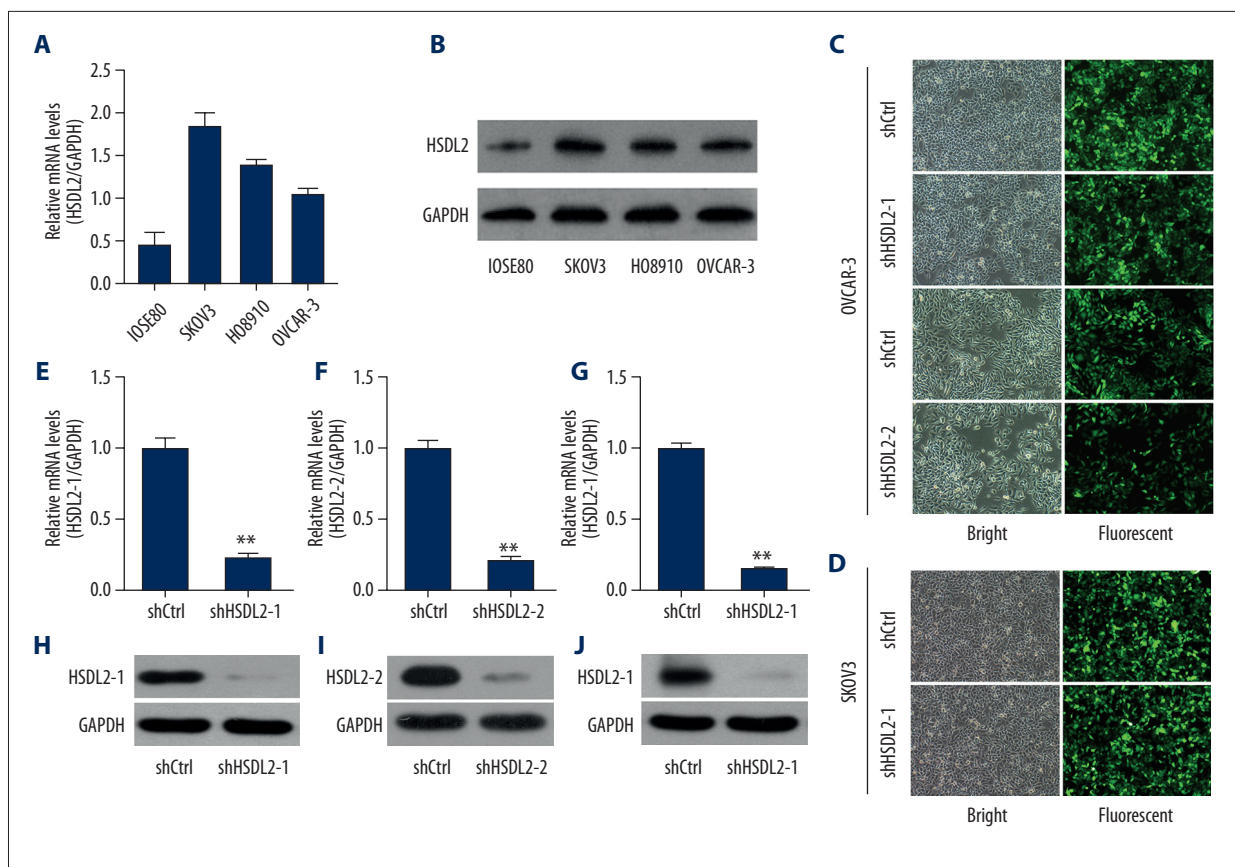 A
Relative mRNA levels
(HSDL2/GAPDH)
2.5
2.0
1.5
1.0
0.5
0.0
IOSE80
SKOV3
HO8910
OVCAR-3
B
HSDL2
GAPDH
IOSE80 SKOV3 HO8910 OVCAR-3
C
OVCAR-3
shCtrl
shHSDL2-1
shCtrl
shHSDL2-2
Bright Fluorescent
D
SKOV3
shCtrl
shHSDL2-1
Bright Fluorescent
E
Relative mRNA levels
(HSDL2-1/GAPDH)
1.5
1.0
0.5
0.0
**
shCtrl shHSDL2-1
F
Relative mRNA levels
(HSDL2-2/GAPDH)
1.5
1.0
0.5
0.0
**
shCtrl shHSDL2-2
G
Relative mRNA levels
(HSDL2-1/GAPDH)
1.5
1.0
0.5
0.0
**
shCtrl shHSDL2-1
H
HSDL2-1
GAPDH
shCtrl shHSDL2-1
I
HSDL2-2
GAPDH
shCtrl shHSDL2-2
J
HSDL2-1
GAPDH
shCtrl shHSDL2-1